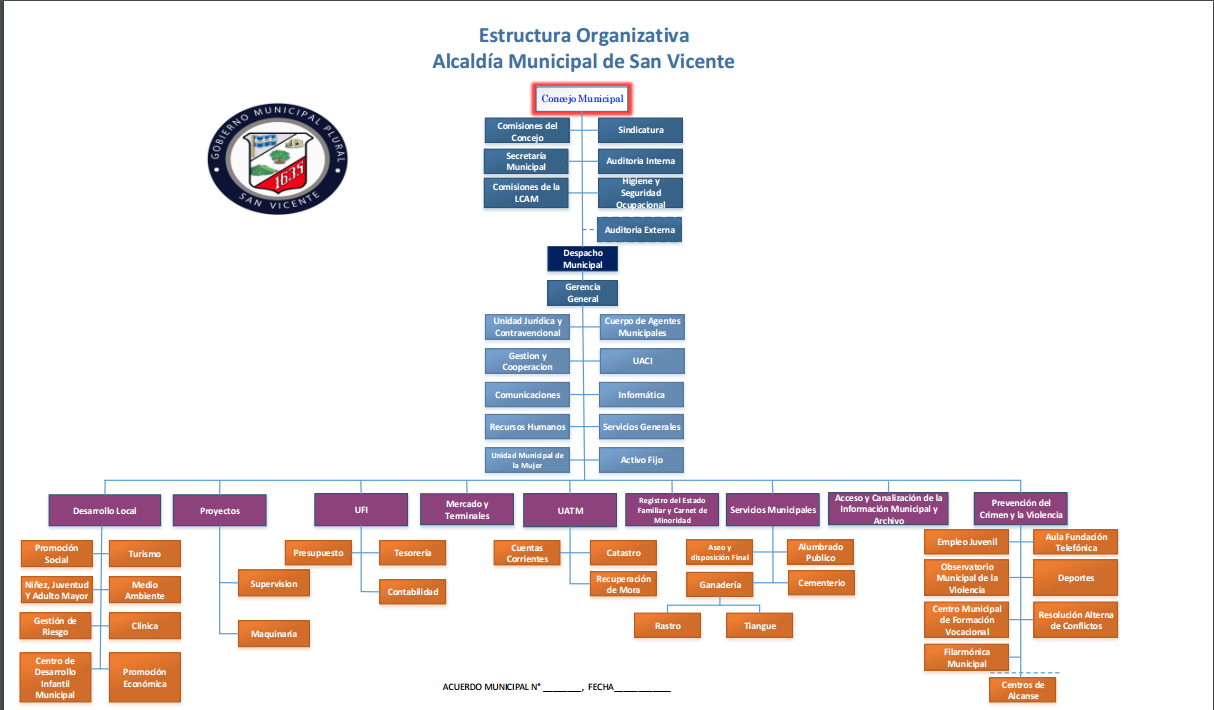 Estructura Organizativa
Alcaldía Municipal de San Vicente
GOBIERNO MUNICIPAL PLURAL
1635
SAN VICENTE
Concejo Municipal
Comisiones del
Concejo
Sindicatura
Secretaría
Municipal
Auditoria Interna
Comisiones de la
LCAM
Higiene y
Seguridad
Ocupacional
Auditoria Externa
Despacho
Municipal
Gerencia
General
Unidad Jurídica y
Contravencional
Cuerpo de Agentes
Municipales
Gestion y
Cooperacion
UACI
Comunicaciones
Informática
Recursos Humanos
Servicios Generales
Unidad Municipal de
la Mujer
Activo Fijo
Desarrollo Local
Proyectos
UFI
Mercado y
Terminales
UATM
Registro del Estado
Familiar y Carnet de
Minoridad
Servicios Municipales
Acceso y Canalización de la
Información Municipal y
Archivo
Prevención del
Crimen y la Violencia
Promoción
Social
Turismo
Niñez, Juventud
Y Adulto Mayor
Medio
Ambiente
Gestión de
Riesgo
Clínica
Centro de
Desarrollo
Infantil
Municipal
Promoción
Económica
Supervision
Maquinaria
Presupuesto
Tesorería
Contabilidad
Cuentas
Corrientes
Catastro
Recuperación
de Mora
Aseo y
disposición Final
Alumbrado
Publico
Ganadería
Cementerio
Rastro
Tiangue
Empleo Juvenil
Aula Fundación
Telefónica
Observatorio
Municipal de la
Violencia
Deportes
Centro Municipal
de Formación
Vocacional
Resolución Alterna
de Conflictos
Filarmónica
Municipal
Centros de
Alcanse
ACUERDO MUNICIPAL N° ________, FECHA____________